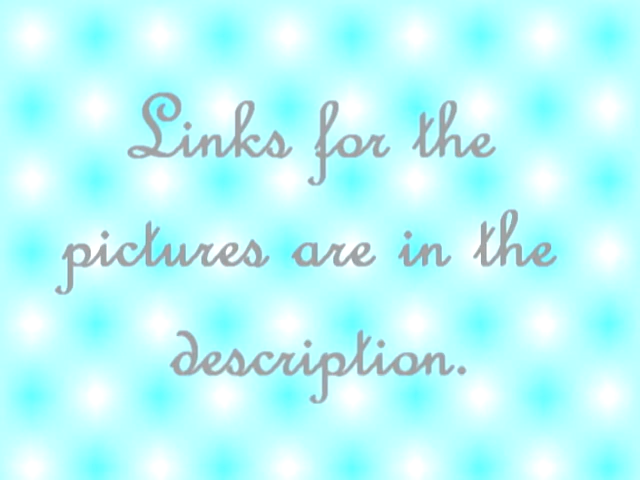 Links for the
pictures are in the
description.